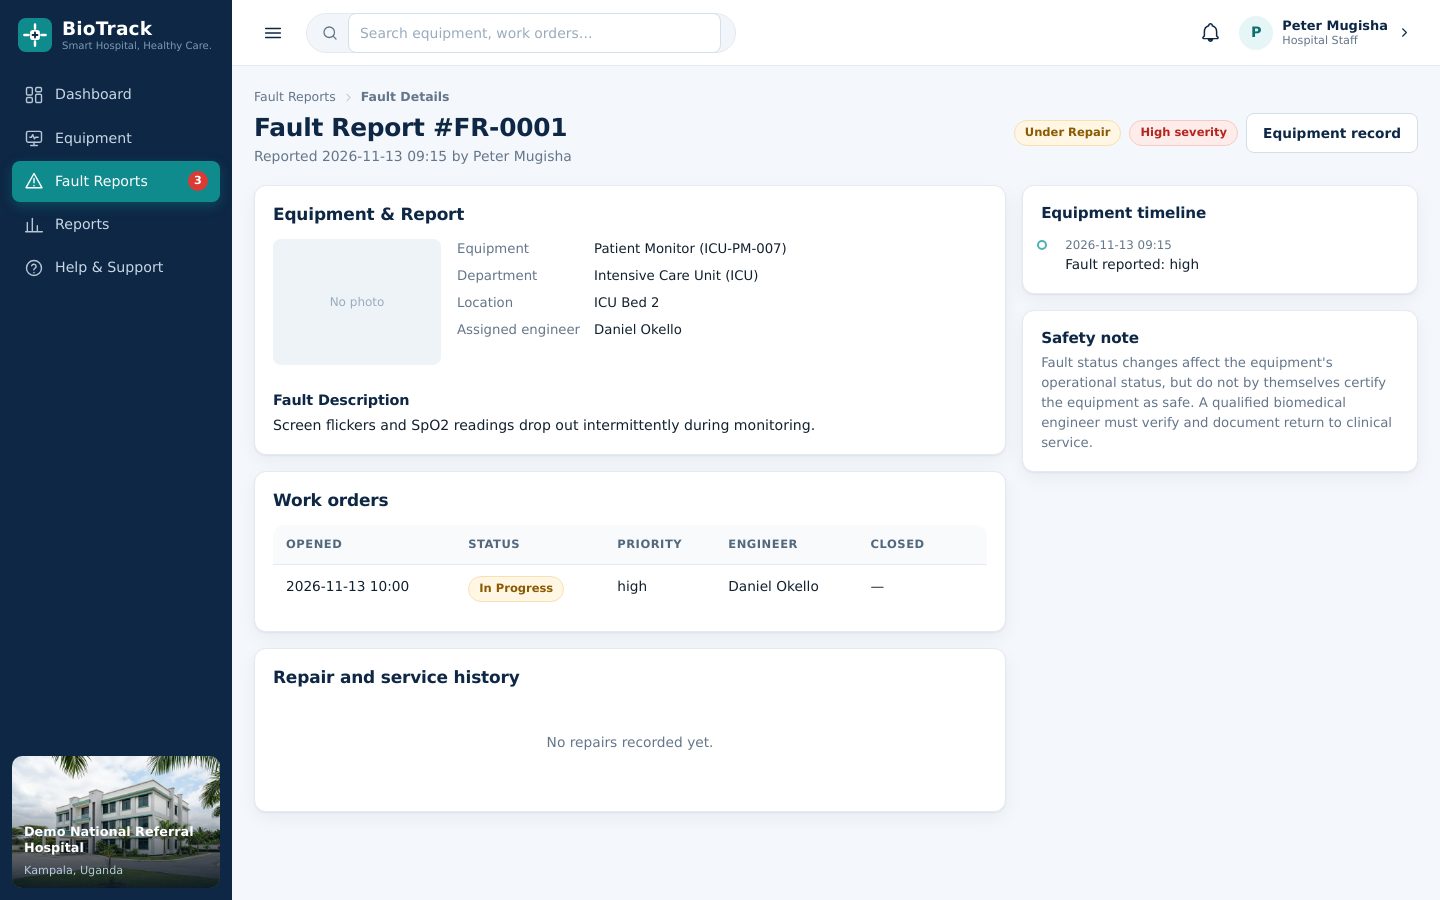 BioTrack
Smart Hospital, Healthy Care.
Dashboard
Equipment
Fault Reports 3
Reports
Help & Support
Demo National Referral
Hospital
Kampala, Uganda
Search equipment, work orders...
P
Peter Mugisha
Hospital Staff
Fault Reports > Fault Details
Fault Report #FR-0001
Reported 2026-11-13 09:15 by Peter Mugisha
Under Repair
High severity
Equipment record
Equipment & Report
No photo
Equipment Patient Monitor (ICU-PM-007)
Department Intensive Care Unit (ICU)
Location ICU Bed 2
Assigned engineer Daniel Okello
Fault Description
Screen flickers and SpO2 readings drop out intermittently during monitoring.
Work orders
OPENED STATUS PRIORITY ENGINEER CLOSED
2026-11-13 10:00 In Progress high Daniel Okello —
Repair and service history
No repairs recorded yet.
Equipment timeline
2026-11-13 09:15
Fault reported: high
Safety note
Fault status changes affect the equipment's
operational status, but do not by themselves certify
the equipment as safe. A qualified biomedical
engineer must verify and document return to clinical
service.